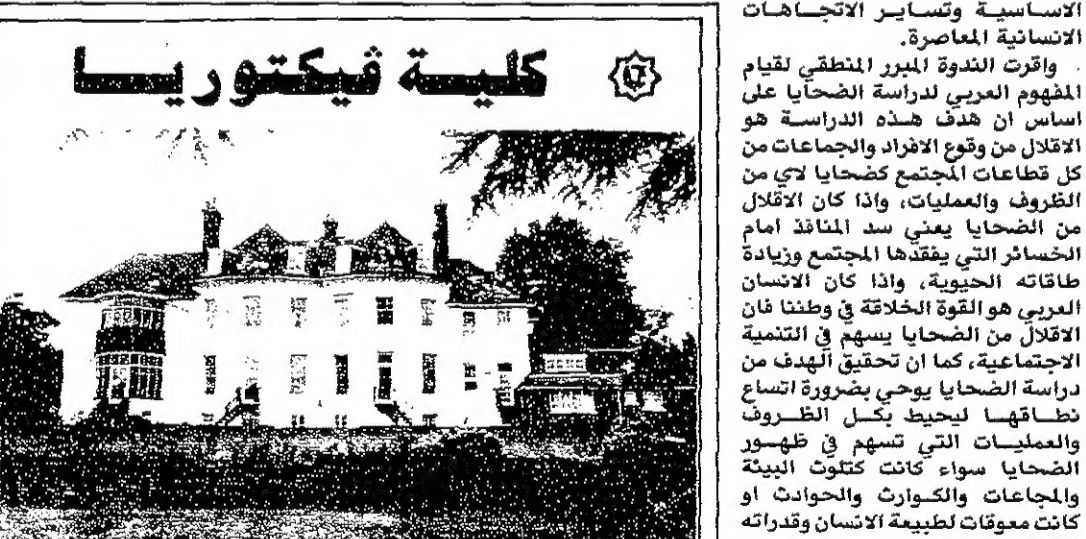 الاساسية وتساير الاتجاهات
الانسانية المعاصرة.
واقرت الندوة المبرر المنطقي لقيام
المفهوم العربي لدراسة الضحايا على
اساس ان هدف هذه الدراسة هو
الاقلال من وقوع الافراد والجماعات من
كل قطاعات المجتمع كضحايا لاي من
الظروف والعمليات، واذا كان الاقلال
من الضحايا يعني سد المنافذ امام
الخسائر التي يفقدها المجتمع وزيادة
طاقاته الحيوية، واذا كان الانسان
العربي هو القوة الخلاقة في وطننا فان
الاقلال من الضحايا يسهم في التنمية
الاجتماعية، كما ان تحقيق الهدف من
دراسة الضحايا يوحي بضرورة اتساع
نطاقها ليحيط بكل الظروف
والعمليات التي تسهم في ظهور
الضحايا سواء كانت كتلوث البيئة
والمجاعات والكوارث والحوادث او
كانت معوقات لطبيعة الانسان وقدراته
كلية ڤيكتوريا